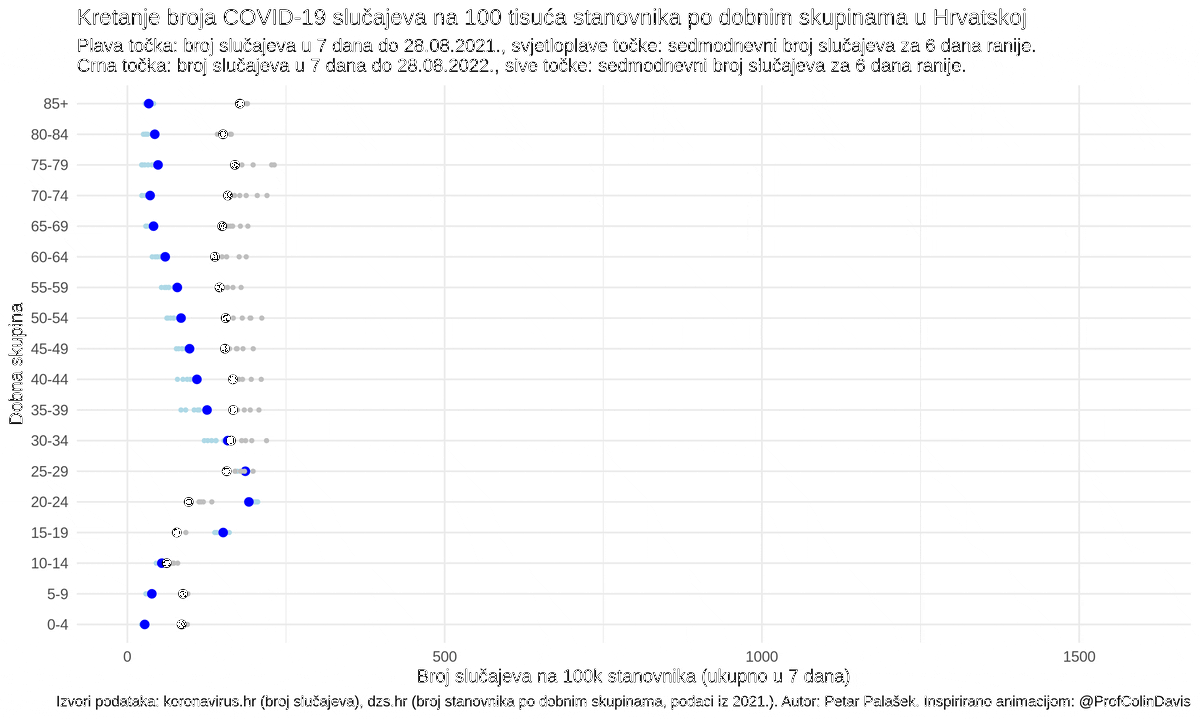 Kretanje broja COVID-19 slučajeva na 100 tisuća stanovnika po dobnim skupinama u Hrvatskoj
Plava točka: broj slučajeva u 7 dana do 28.08.2021., svjetloplave točke: sedmodnevni broj slučajeva za 6 dana ranije.
Crna točka: broj slučajeva u 7 dana do 28.08.2022., sive točke: sedmodnevni broj slučajeva za 6 dana ranije.
Dobna skupina
85+
80-84
75-79
70-74
65-69
60-64
55-59
50-54
45-49
40-44
35-39
30-34
25-29
20-24
15-19
10-14
5-9
0-4
0 500 1000 1500
Broj slučajeva na 100k stanovnika (ukupno u 7 dana)
Izvori podataka: koronavirus.hr (broj slučajeva), dzs.hr (broj stanovnika po dobnim skupinama, podaci iz 2021.). Autor: Petar Palašek. Inspirirano animacijom: @ProfColinDavis